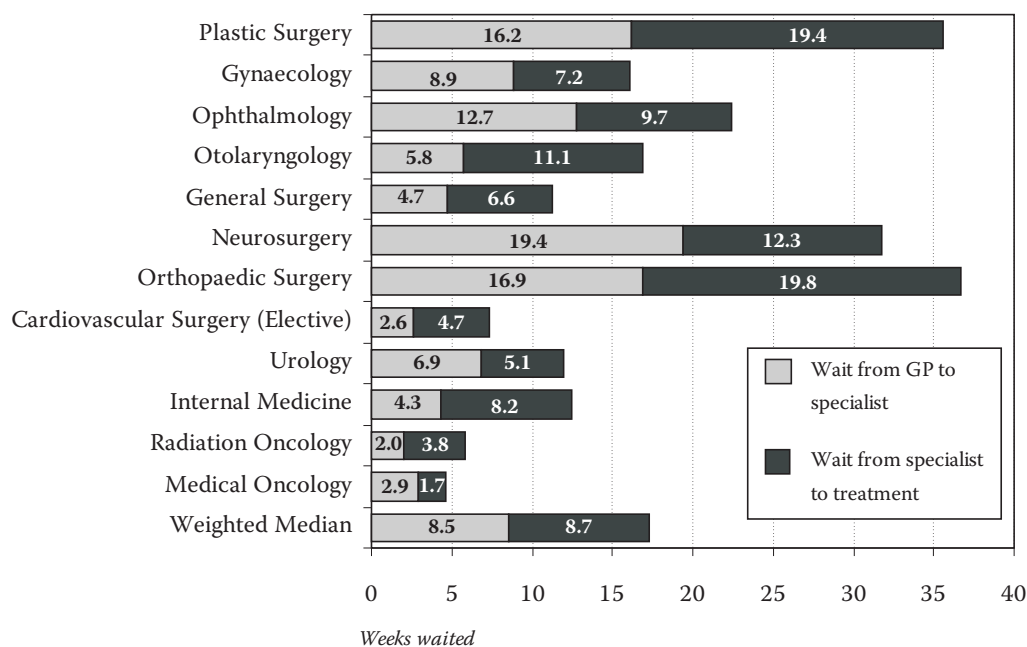 Plastic Surgery 16.2 19.4
Gynaecology 8.9 7.2
Ophthalmology 12.7 9.7
Otolaryngology 5.8 11.1
General Surgery 4.7 6.6
Neurosurgery 19.4 12.3
Orthopaedic Surgery 16.9 19.8
Cardiovascular Surgery (Elective) 2.6 4.7
Urology 6.9 5.1
Internal Medicine 4.3 8.2
Radiation Oncology 2.0 3.8
Medical Oncology 2.9 1.7
Weighted Median 8.5 8.7
Wait from GP to
specialist
Wait from specialist
to treatment
0 5 10 15 20 25 30 35 40
Weeks waited